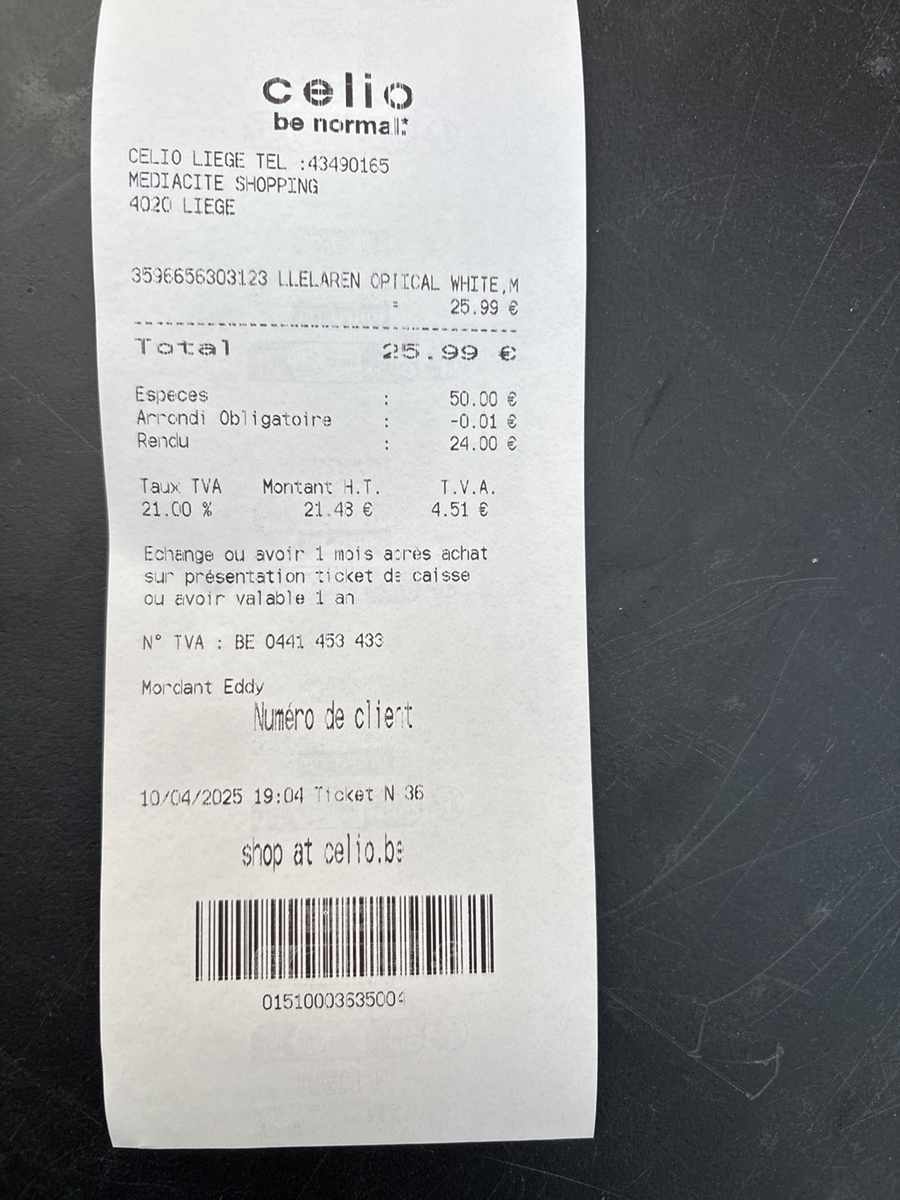 celio
be normal*
CELIO LIEGE TEL :43490165
MEDIACITE SHOPPING
4020 LIEGE
3596656303123 LLELAREN OPTICAL WHITE,M
= 25.99 €
Total 25.99 €
Especes : 50.00 €
Arrondi Obligatoire : -0.01 €
Rendu : 24.00 €
Taux TVA Montant H.T. T.V.A.
21.00 % 21.48 € 4.51 €
Echange ou avoir 1 mois après achat
sur présentation ticket de caisse
ou avoir valable 1 an
N° TVA : BE 0441 453 433
Mordant Eddy
Numéro de client
10/04/2025 19:04 Ticket N 36
shop at celio.be
01510003635004